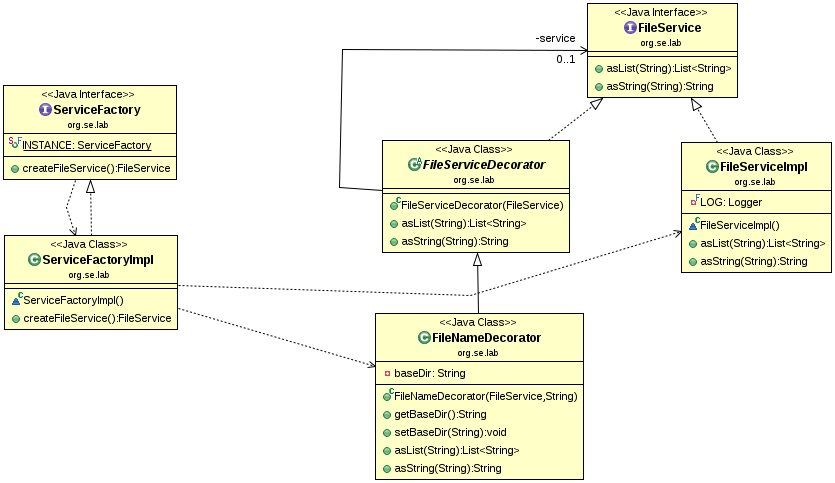 <<Java Interface>>
FileService
org.se.lab
asList(String):List<String>
asString(String):String
-service
0..1
<<Java Interface>>
ServiceFactory
org.se.lab
INSTANCE: ServiceFactory
createFileService():FileService
<<Java Class>>
FileServiceDecorator
org.se.lab
FileServiceDecorator(FileService)
asList(String):List<String>
asString(String):String
<<Java Class>>
FileServiceImpl
org.se.lab
LOG: Logger
FileServiceImpl()
asList(String):List<String>
asString(String):String
<<Java Class>>
ServiceFactoryImpl
org.se.lab
ServiceFactoryImpl()
createFileService():FileService
<<Java Class>>
FileNameDecorator
org.se.lab
baseDir: String
FileNameDecorator(FileService,String)
getBaseDir():String
setBaseDir(String):void
asList(String):List<String>
asString(String):String